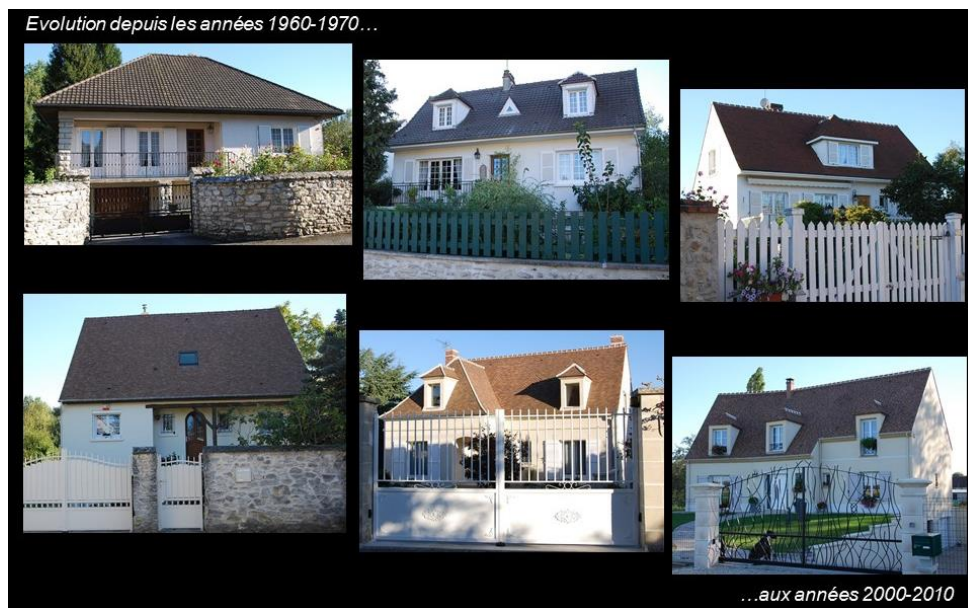 Evolution depuis les années 1960-1970…
…aux années 2000-2010